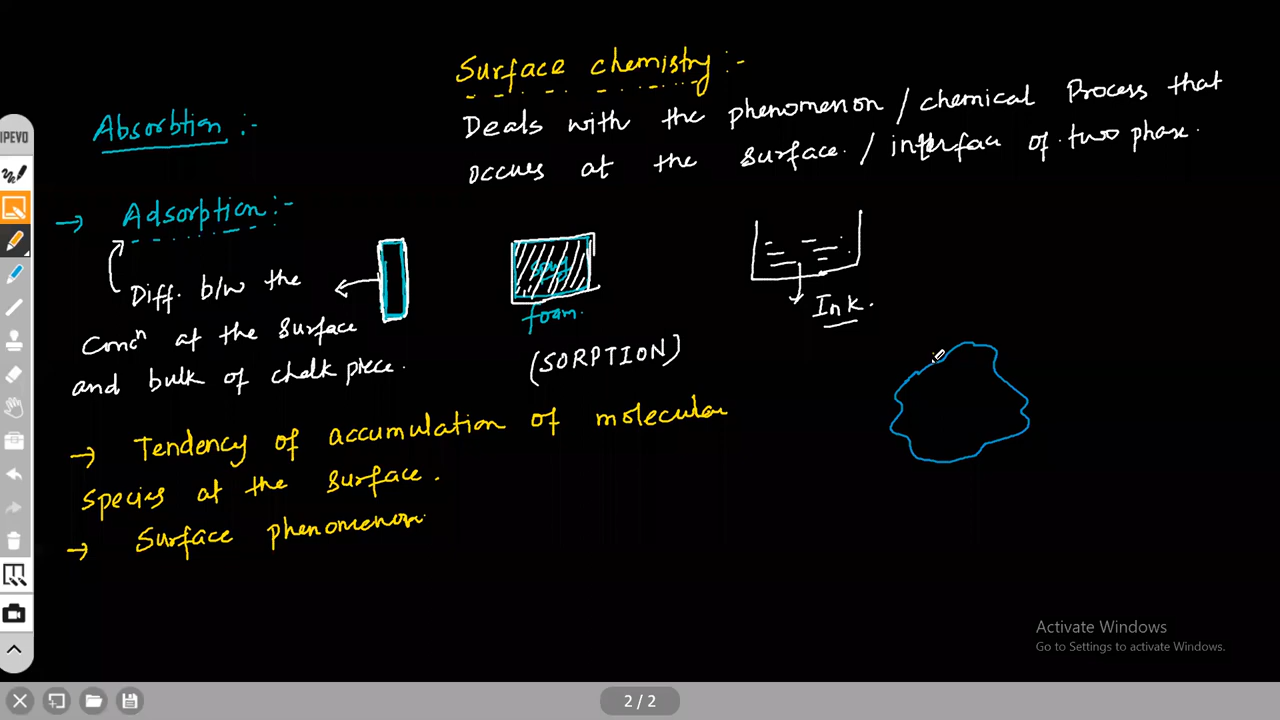 Surface chemistry :-
Deals with the phenomenon / chemical Process that
occurs at the surface. / interface of two phase.
Absorbtion :-
→ Adsorption :-
Diff. b/w the
Concⁿ at the surface
and bulk of chalk piece.
foam.
(SORPTION)
Ink.
→ Tendency of accumulation of molecular
species at the surface.
→ Surface phenomenon
IPEVO
Activate Windows
Go to Settings to activate Windows.
2 / 2